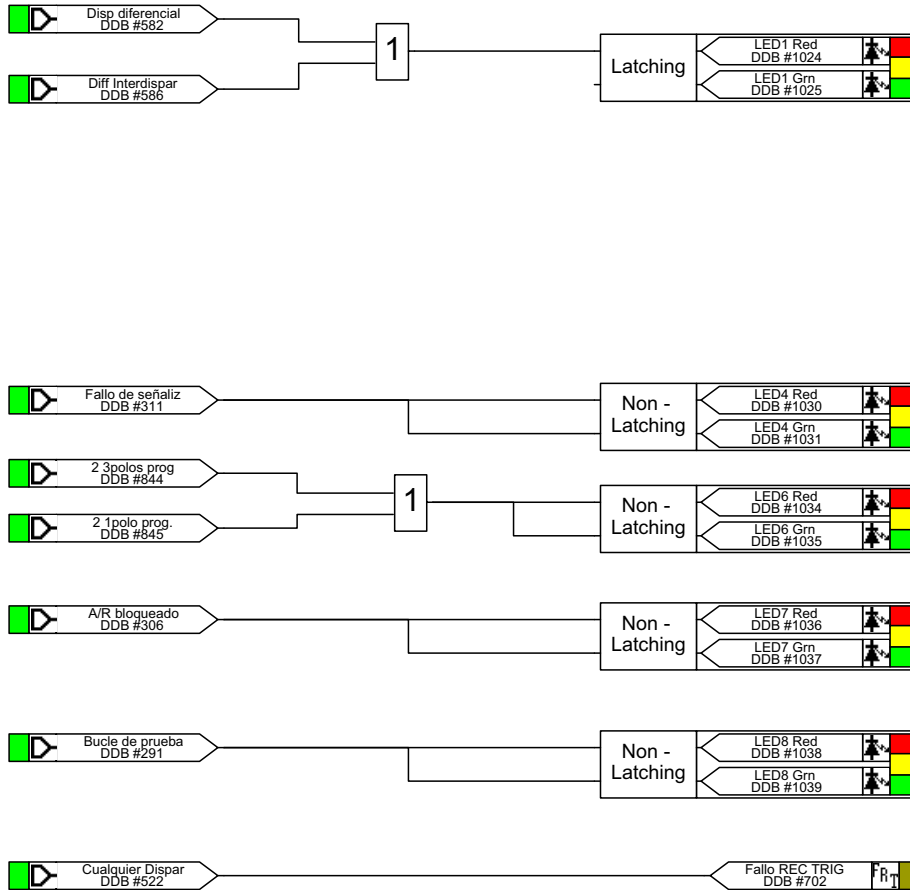 Disp diferencial
DDB #582
1
Latching
LED1 Red
DDB #1024
Diff Interdispar
DDB #586
LED1 Grn
DDB #1025
Fallo de señaliz
DDB #311
Non -
Latching
LED4 Red
DDB #1030
LED4 Grn
DDB #1031
2 3polos prog
DDB #844
1
Non -
Latching
LED6 Red
DDB #1034
2 1polo prog.
DDB #845
LED6 Grn
DDB #1035
A/R bloqueado
DDB #306
Non -
Latching
LED7 Red
DDB #1036
LED7 Grn
DDB #1037
Bucle de prueba
DDB #291
Non -
Latching
LED8 Red
DDB #1038
LED8 Grn
DDB #1039
Cualquier Dispar
DDB #522
Fallo REC TRIG
DDB #702
FRT